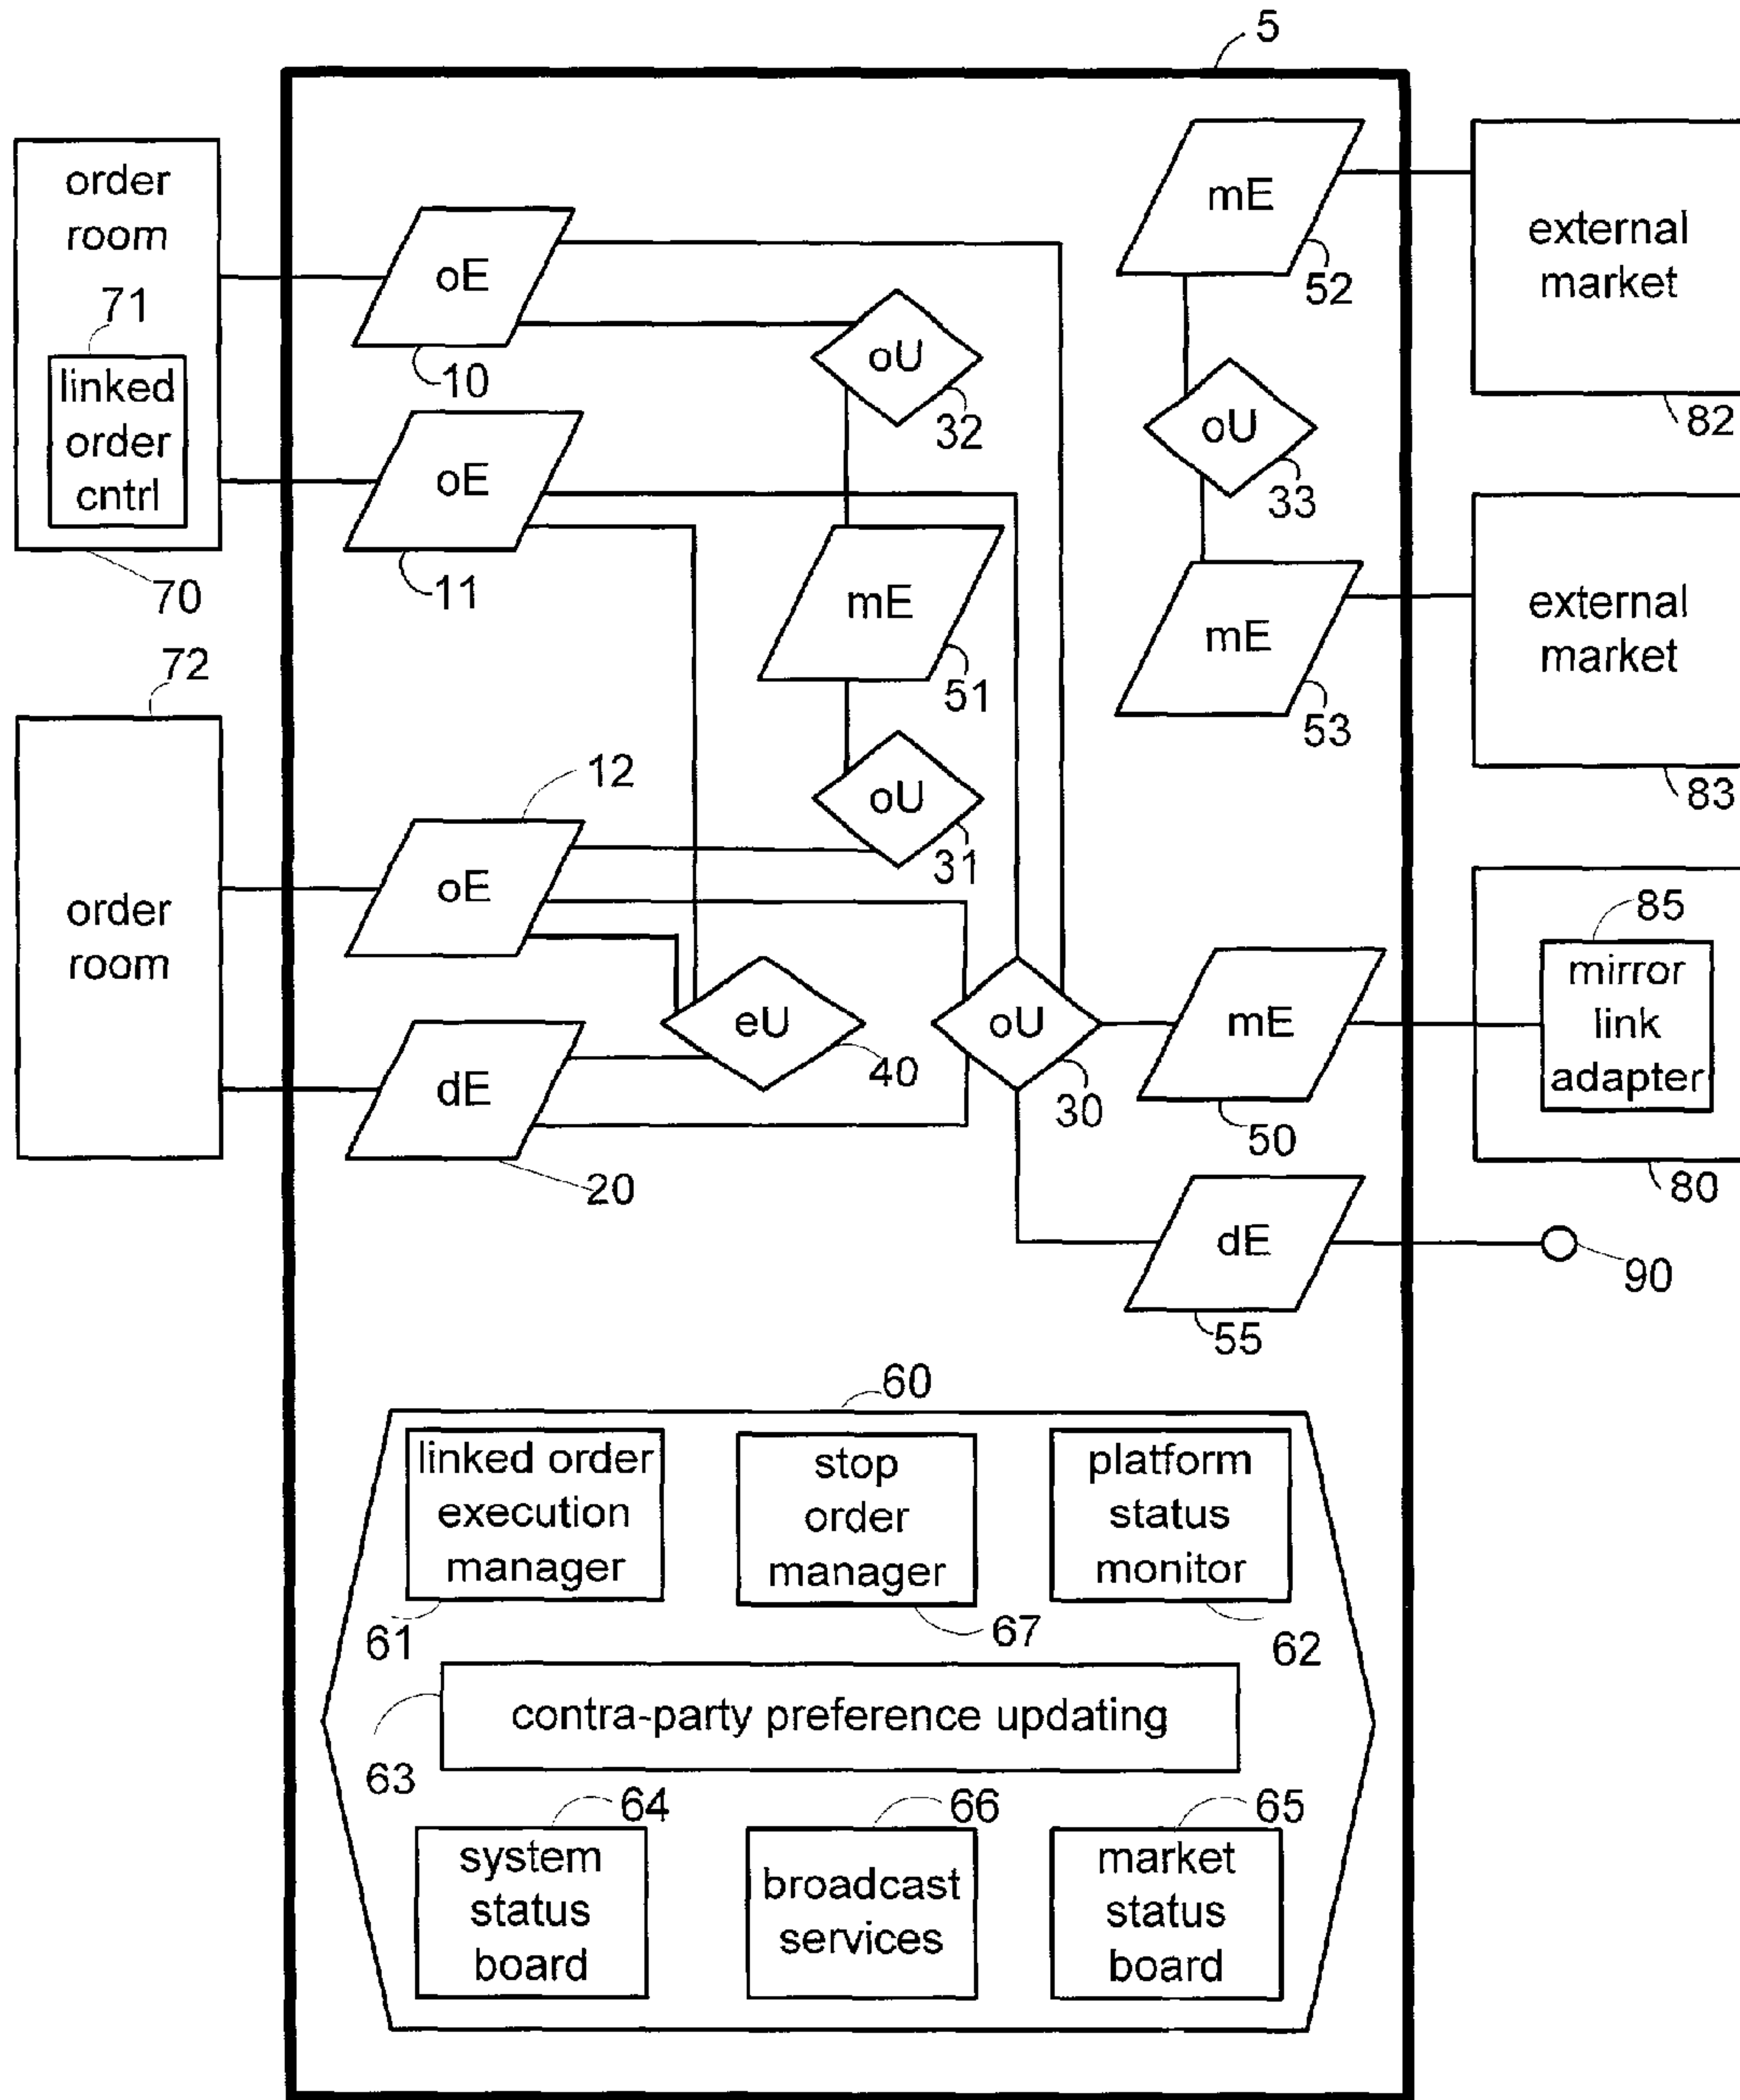 5
order
room
71
linked
order
cntrl
70
oE
10
oE
11
oU
32
mE
51
oU
31
mE
52
oU
33
mE
53
external
market
82
external
market
83
72
order
room
12
oE
dE
20
eU
40
oU
30
mE
50
85
mirror
link
adapter
80
dE
55
90
60
linked order
execution
manager
61
stop
order
manager
67
platform
status
monitor
62
contra-party preference updating
63
64
system
status
board
66
broadcast
services
65
market
status
board